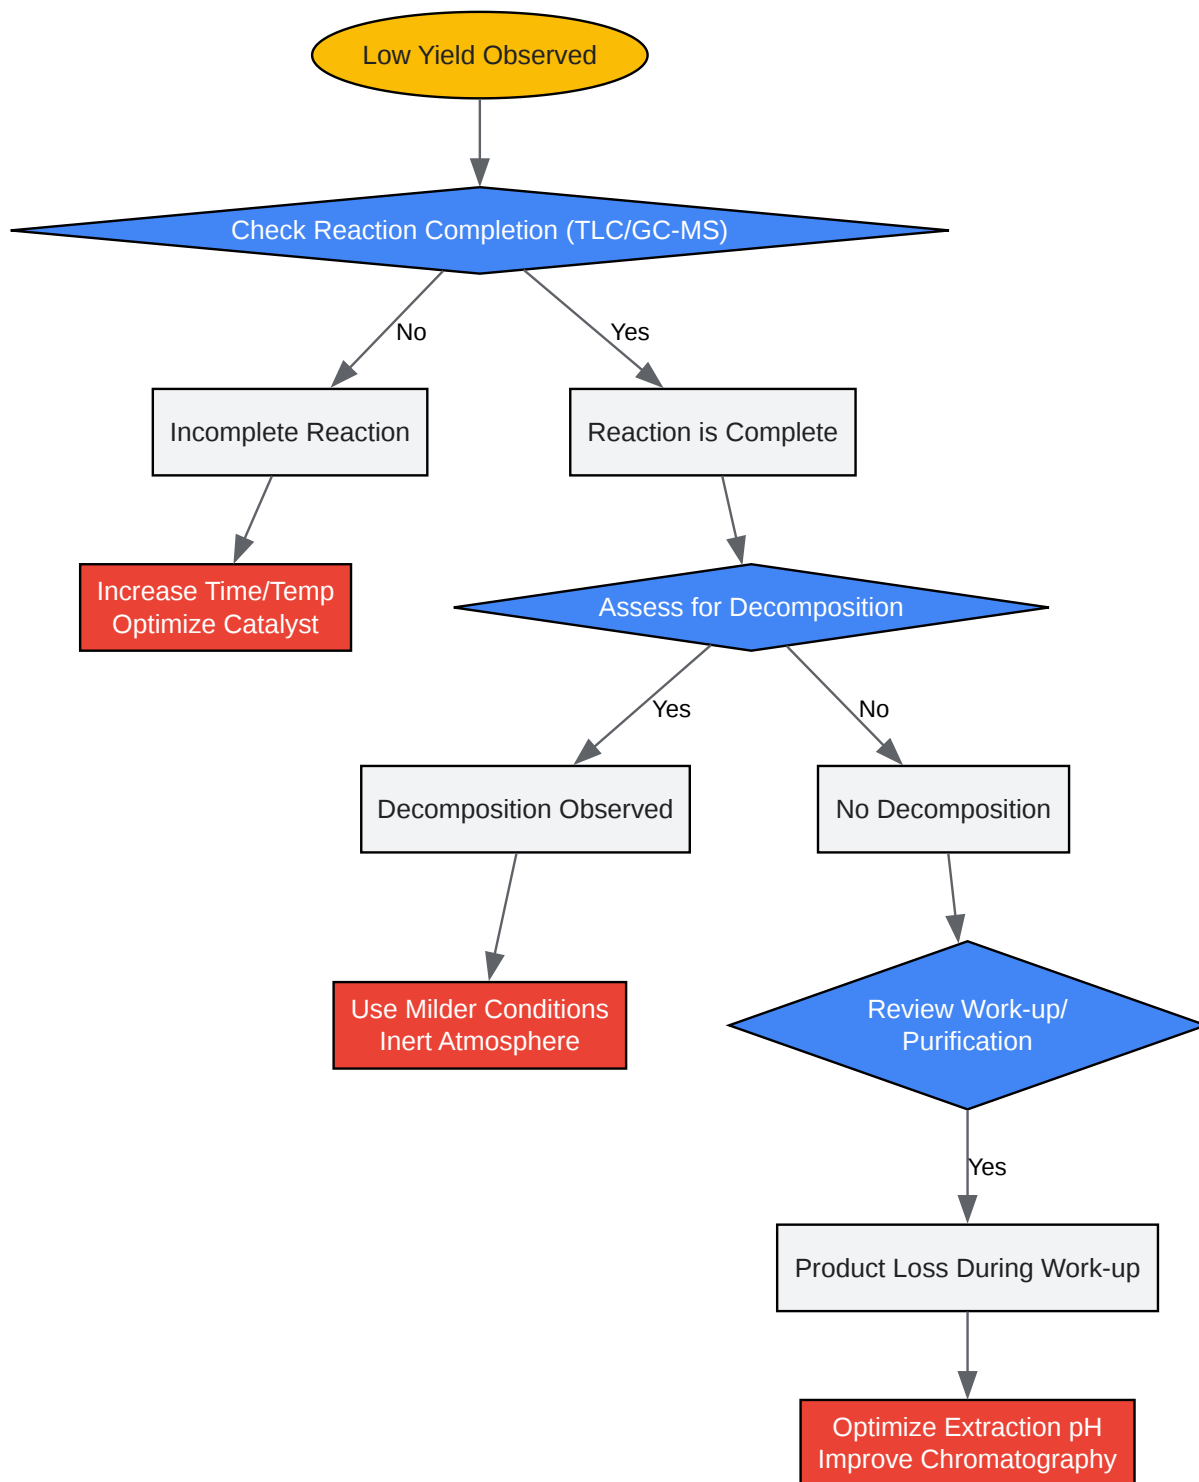 Low Yield Observed
Check Reaction Completion (TLC/GC-MS)
No
Yes
Incomplete Reaction
Reaction is Complete
Increase Time/Temp
Optimize Catalyst
Assess for Decomposition
Yes
No
Decomposition Observed
No Decomposition
Use Milder Conditions
Inert Atmosphere
Review Work-up/
Purification
Yes
Product Loss During Work-up
Optimize Extraction pH
Improve Chromatography